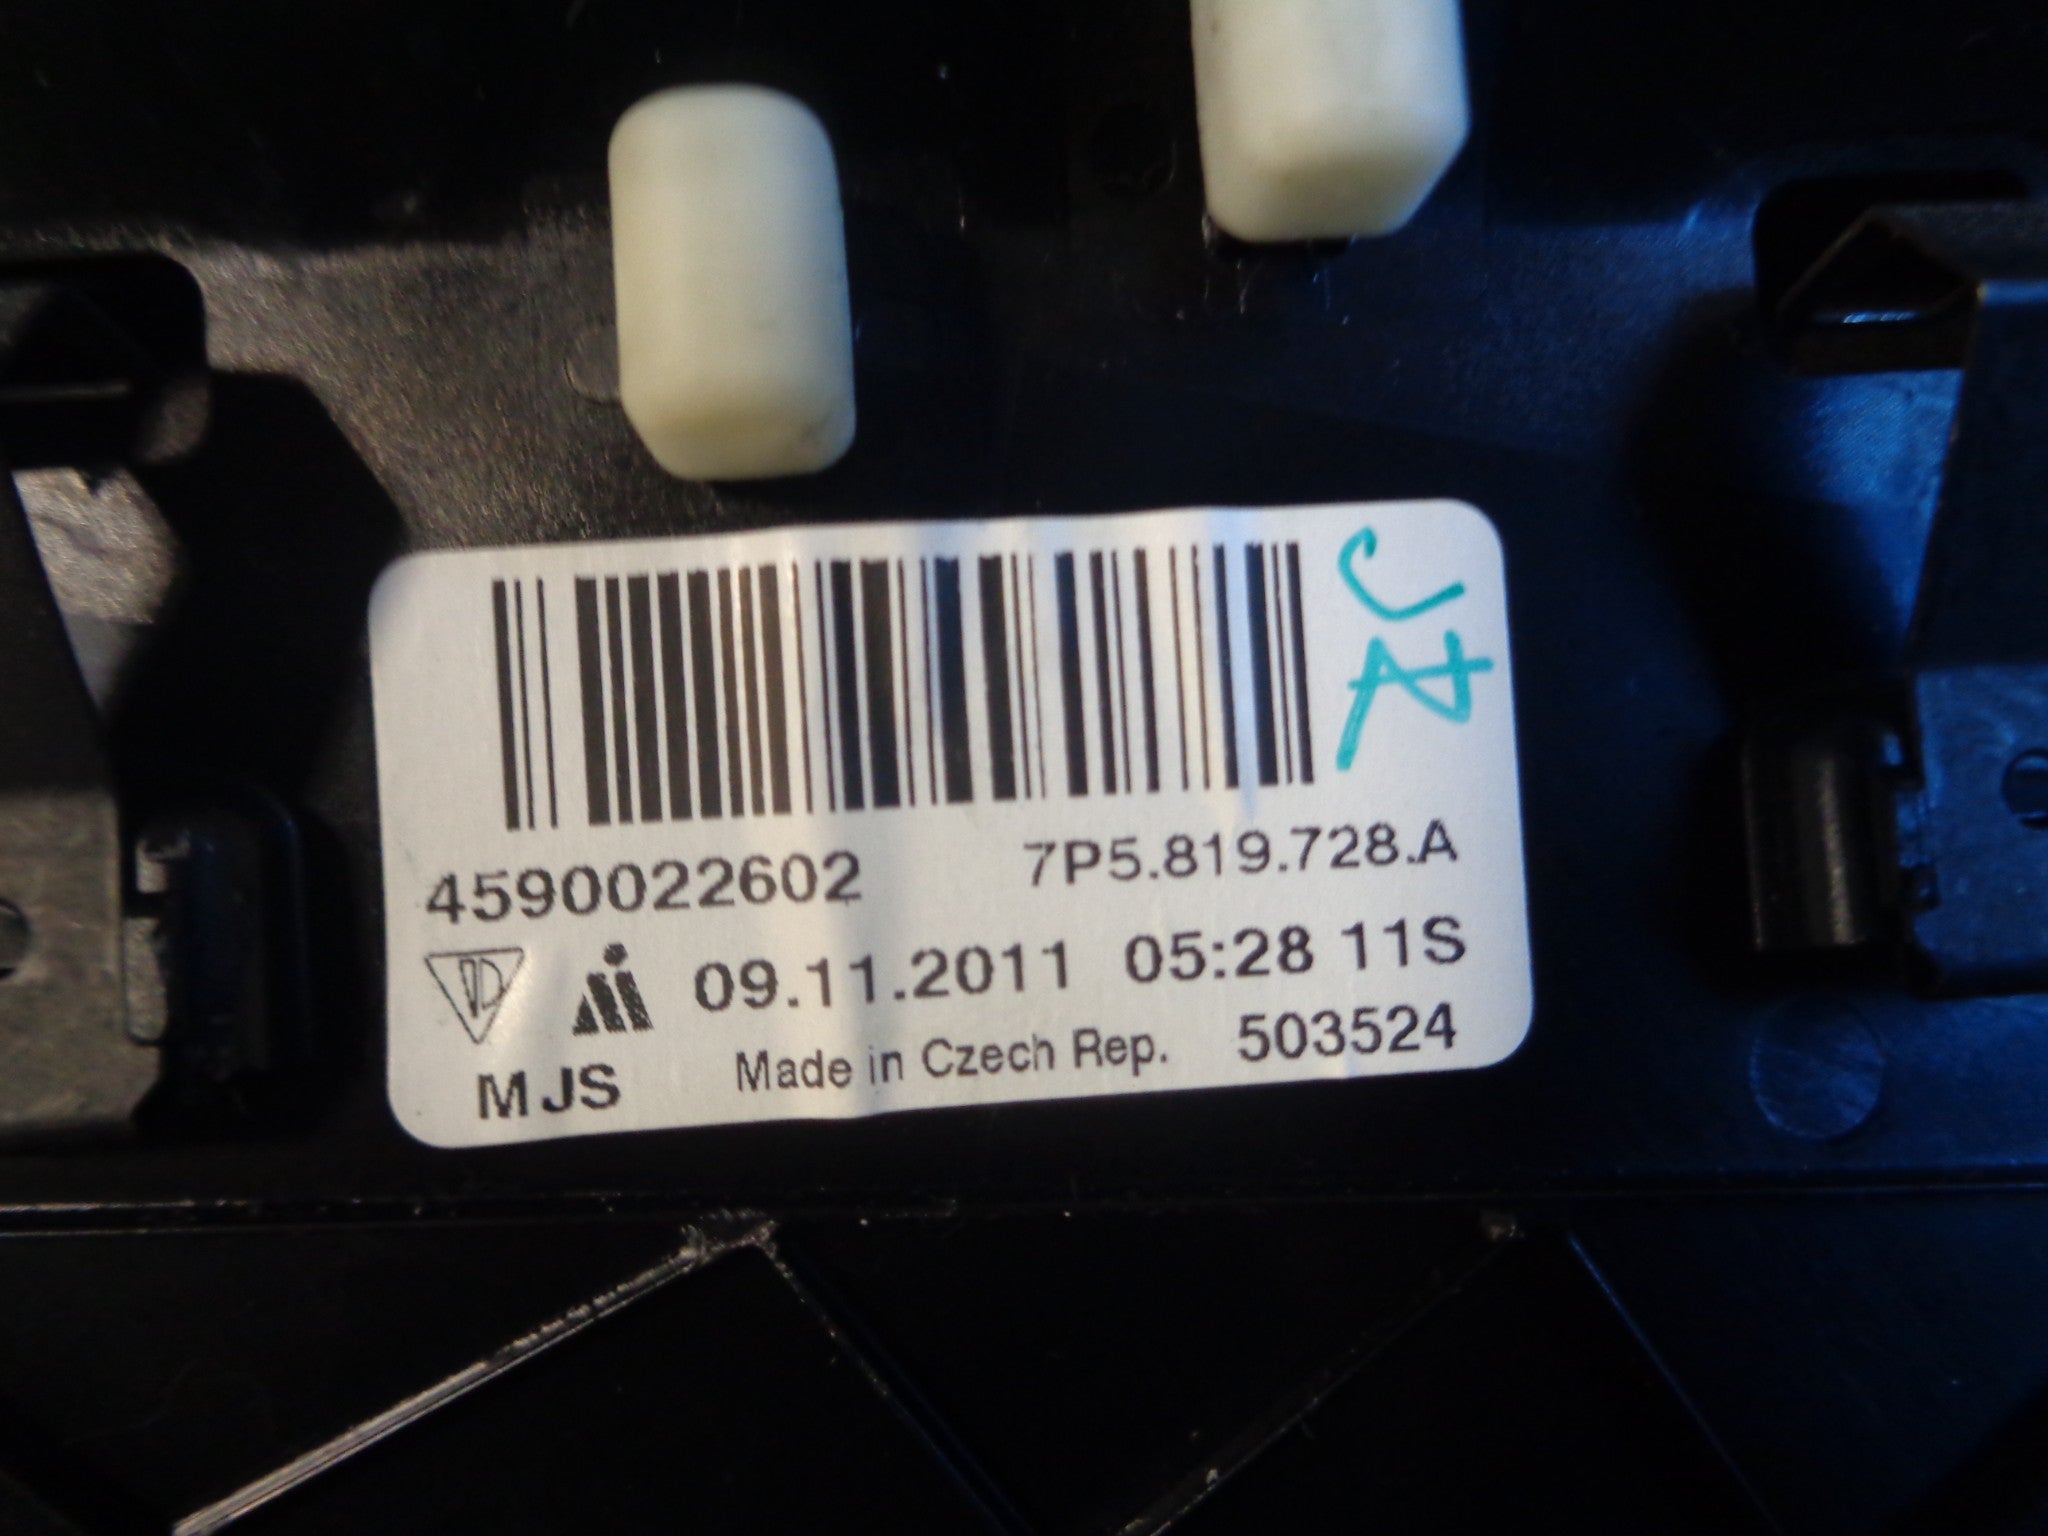 4590022602 7P5.819.728.A
09.11.2011 05:28 11S
MJS Made in Czech Rep. 503524